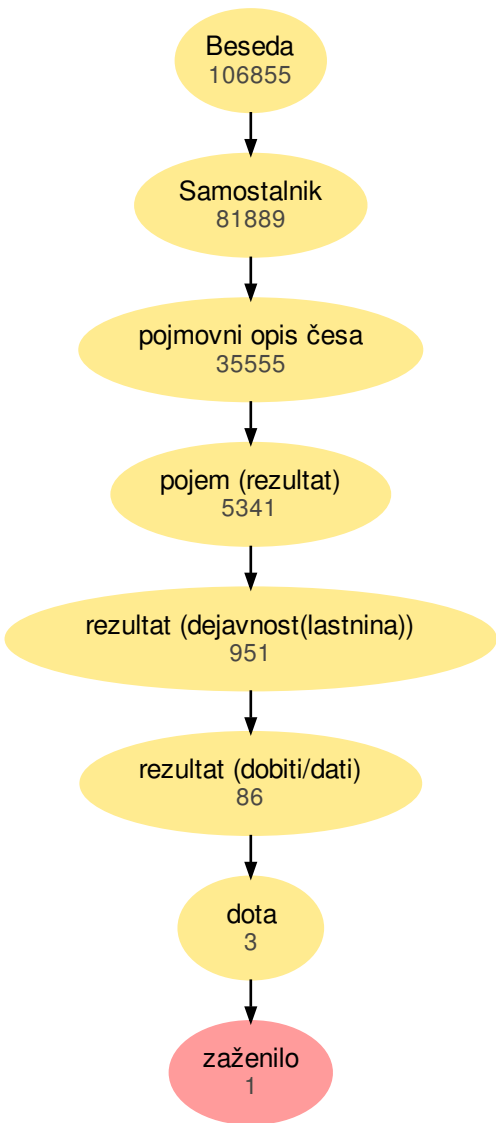 Beseda
106855
Samostalnik
81889
pojmovni opis česa
35555
pojem (rezultat)
5341
rezultat (dejavnost(lastnina))
951
rezultat (dobiti/dati)
86
dota
3
zaženilo
1